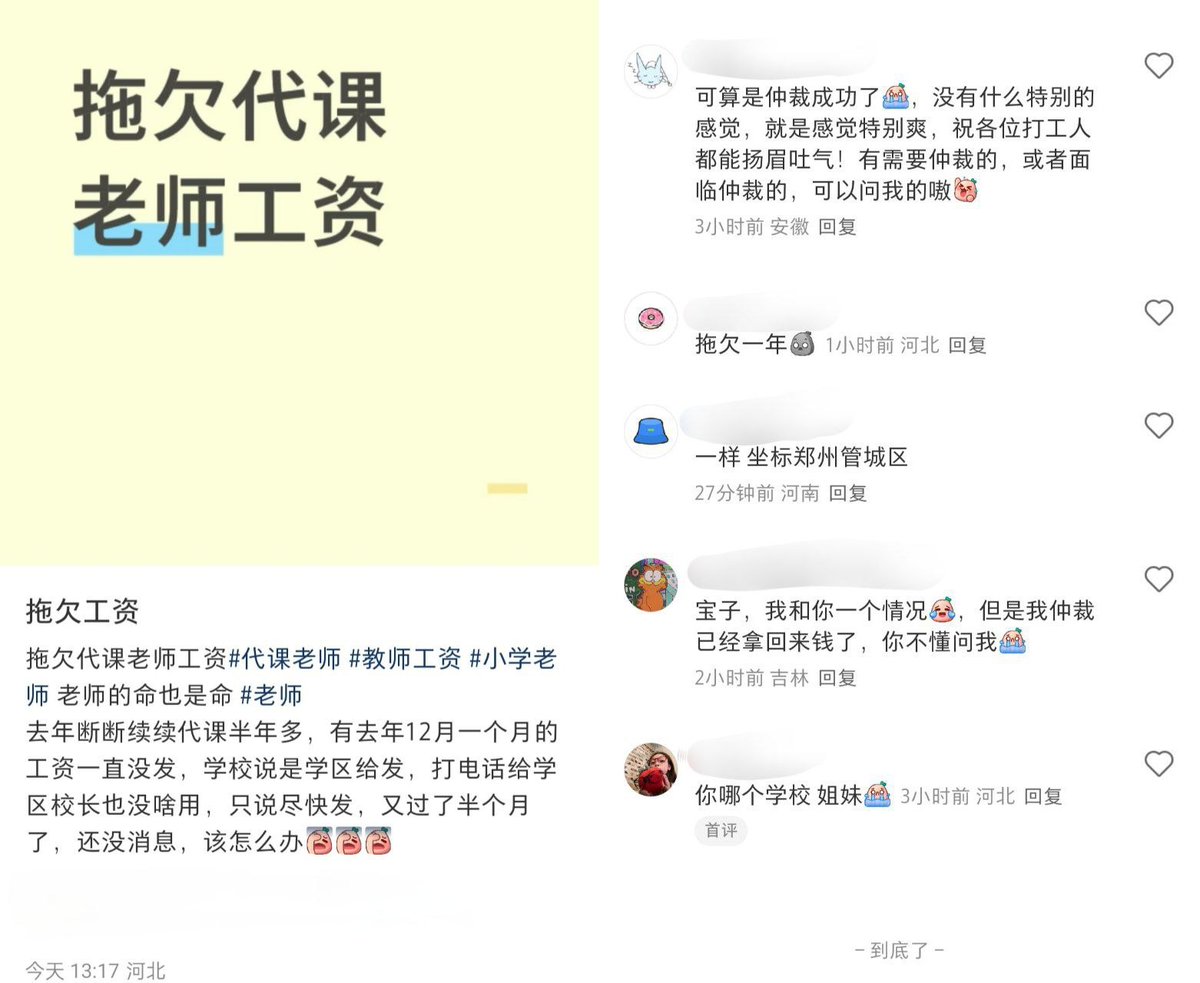 拖欠代课
老师工资
拖欠工资
拖欠代课老师工资#代课老师 #教师工资 #小学老
师 老师的命也是命 #老师
去年断断续续代课半年多，有去年12月一个月的
工资一直没发，学校说是学区给发，打电话给学
区校长也没啥用，只说尽快发，又过了半个月
了，还没消息，该怎么办
今天 13:17 河北
可算是仲裁成功了，没有什么特别的
感觉，就是感觉特别爽，祝各位打工人
都能扬眉吐气！有需要仲裁的，或者面
临仲裁的，可以问我的嗷
3小时前 安徽 回复
拖欠一年 1小时前 河北 回复
一样 坐标郑州管城区
27分钟前 河南 回复
宝子，我和你一个情况，但是我仲裁
已经拿回来钱了，你不懂问我
2小时前 吉林 回复
你哪个学校 姐妹 3小时前 河北 回复
首评
- 到底了 -